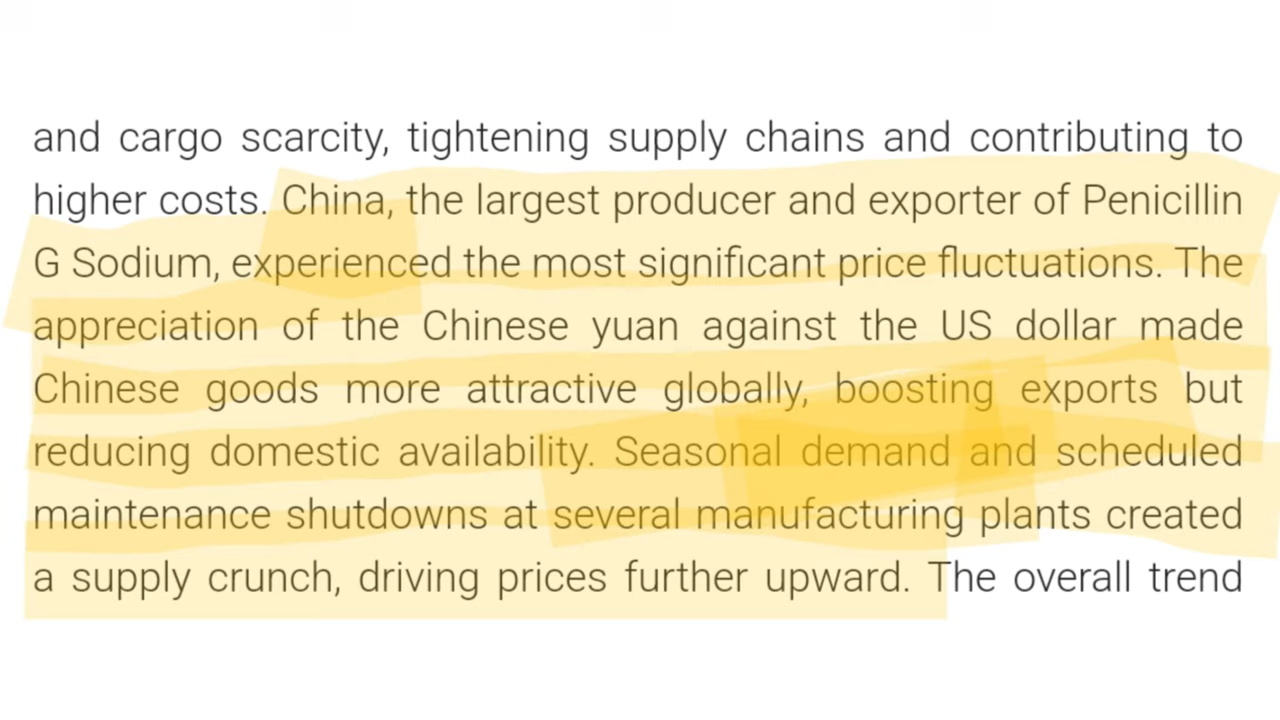 and cargo scarcity, tightening supply chains and contributing to
higher costs. China, the largest producer and exporter of Penicillin
G Sodium, experienced the most significant price fluctuations. The
appreciation of the Chinese yuan against the US dollar made
Chinese goods more attractive globally, boosting exports but
reducing domestic availability. Seasonal demand and scheduled
maintenance shutdowns at several manufacturing plants created
a supply crunch, driving prices further upward. The overall trend